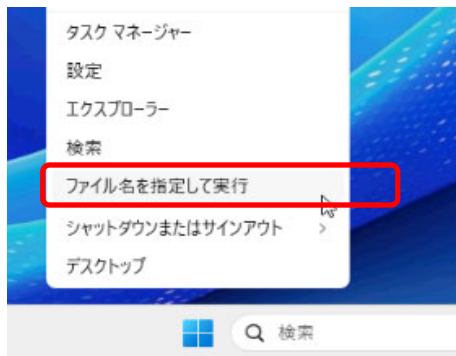 タスク マネージャー
設定
エクスプローラー
検索
ファイル名を指定して実行
シャットダウンまたはサインアウト
デスクトップ
検索